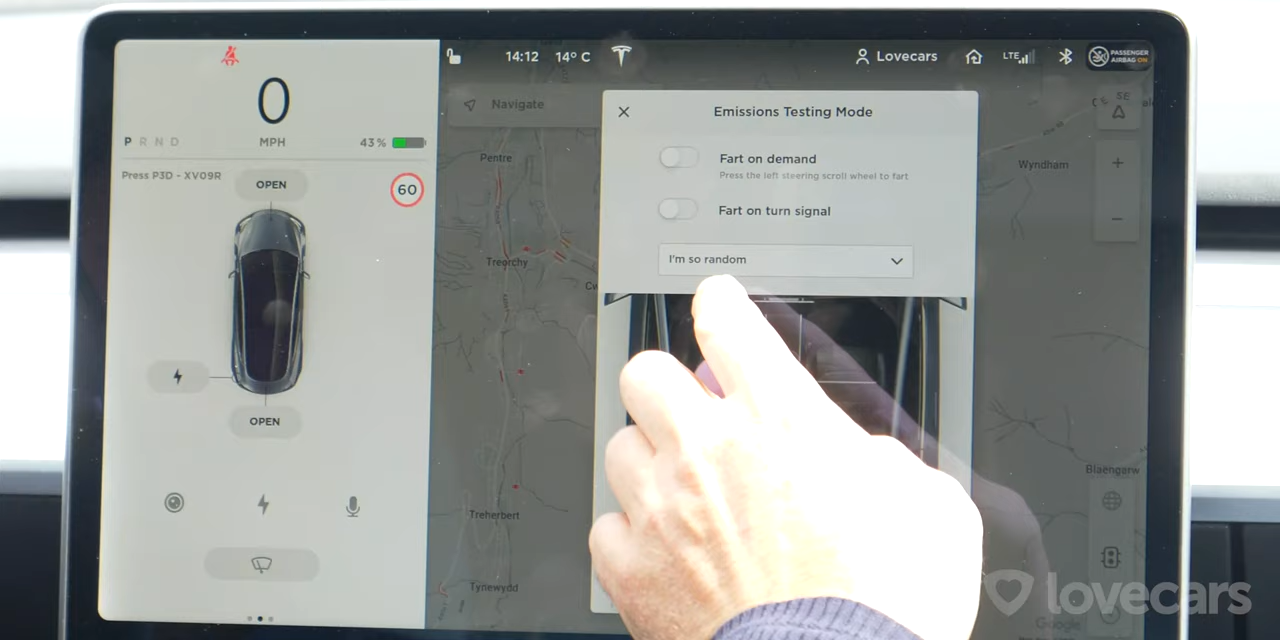 14:12
14° C
Lovecars
LTE
PASSENGER
AIRBAG ON
0
MPH
P R N D
43 %
Press P3D - XV09R
OPEN
60
OPEN
Navigate
Emissions Testing Mode
Fart on demand
Press the left steering scroll wheel to fart
Fart on turn signal
I'm so random
SE
Pentre
Wyndham
Treorchy
Blaengarw
Treherbert
Tynewydd
lovecars
Google